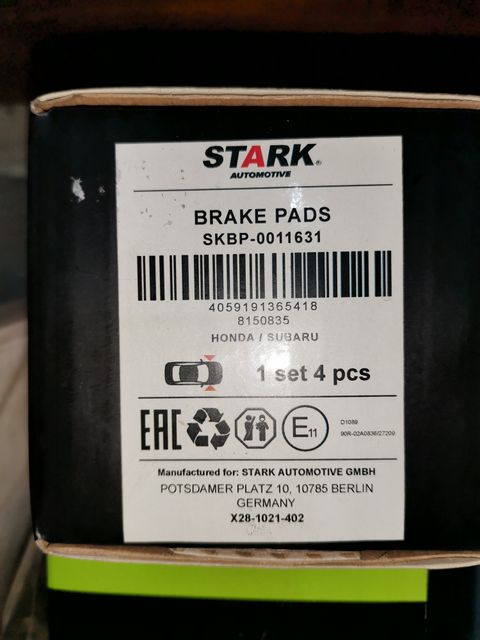 STARK®
AUTOMOTIVE
BRAKE PADS
SKBP-0011631
4059191365418
8150835
HONDA / SUBARU
1 set 4 pcs
EAC
E11
D1089
90R-02A0836/27209
Manufactured for: STARK AUTOMOTIVE GMBH
POTSDAMER PLATZ 10, 10785 BERLIN
GERMANY
X28-1021-402